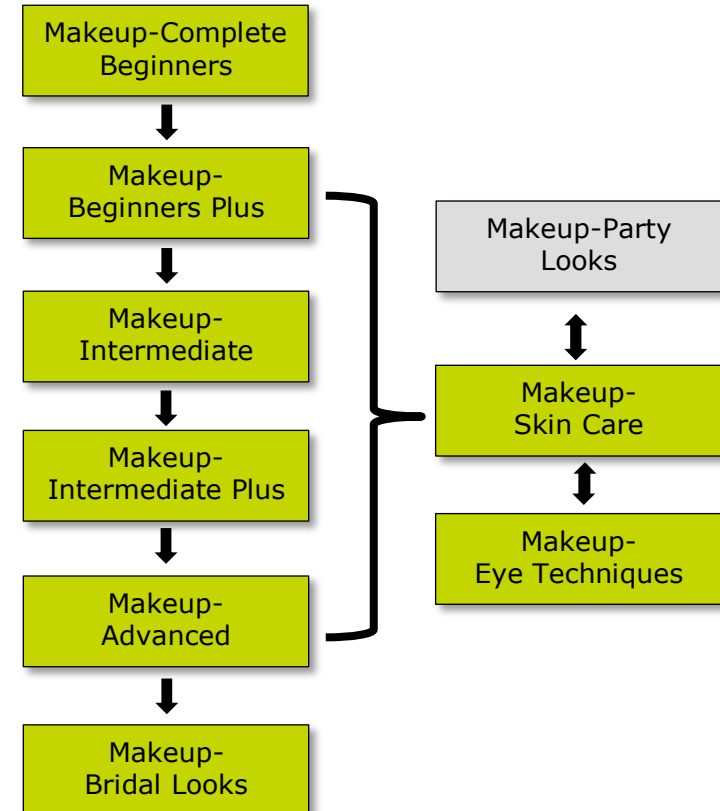 Makeup-Complete
Beginners
Makeup-
Beginners Plus
Makeup-
Intermediate
Makeup-
Intermediate Plus
Makeup-
Advanced
Makeup-
Bridal Looks
Makeup-Party
Looks
Makeup-
Skin Care
Makeup-
Eye Techniques